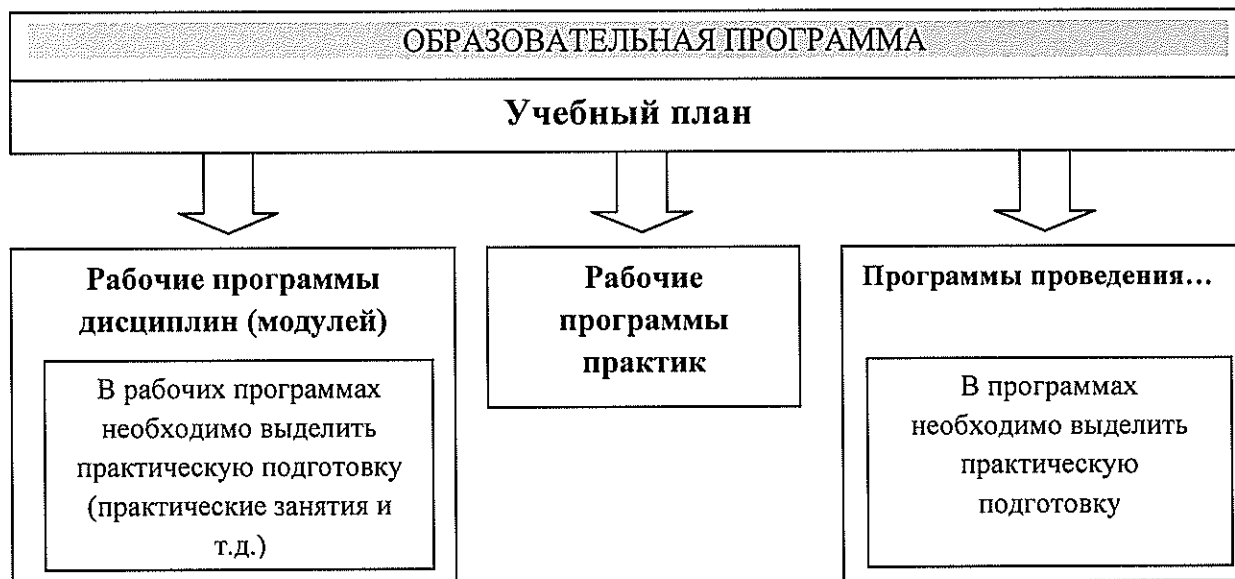 ОБРАЗОВАТЕЛЬНАЯ ПРОГРАММА
Учебный план
Рабочие программы
дисциплин (модулей)
В рабочих программах
необходимо выделить
практическую подготовку
(практические занятия и
т.д.)
Рабочие
программы
практик
Программы проведения...
В программах
необходимо выделить
практическую
подготовку